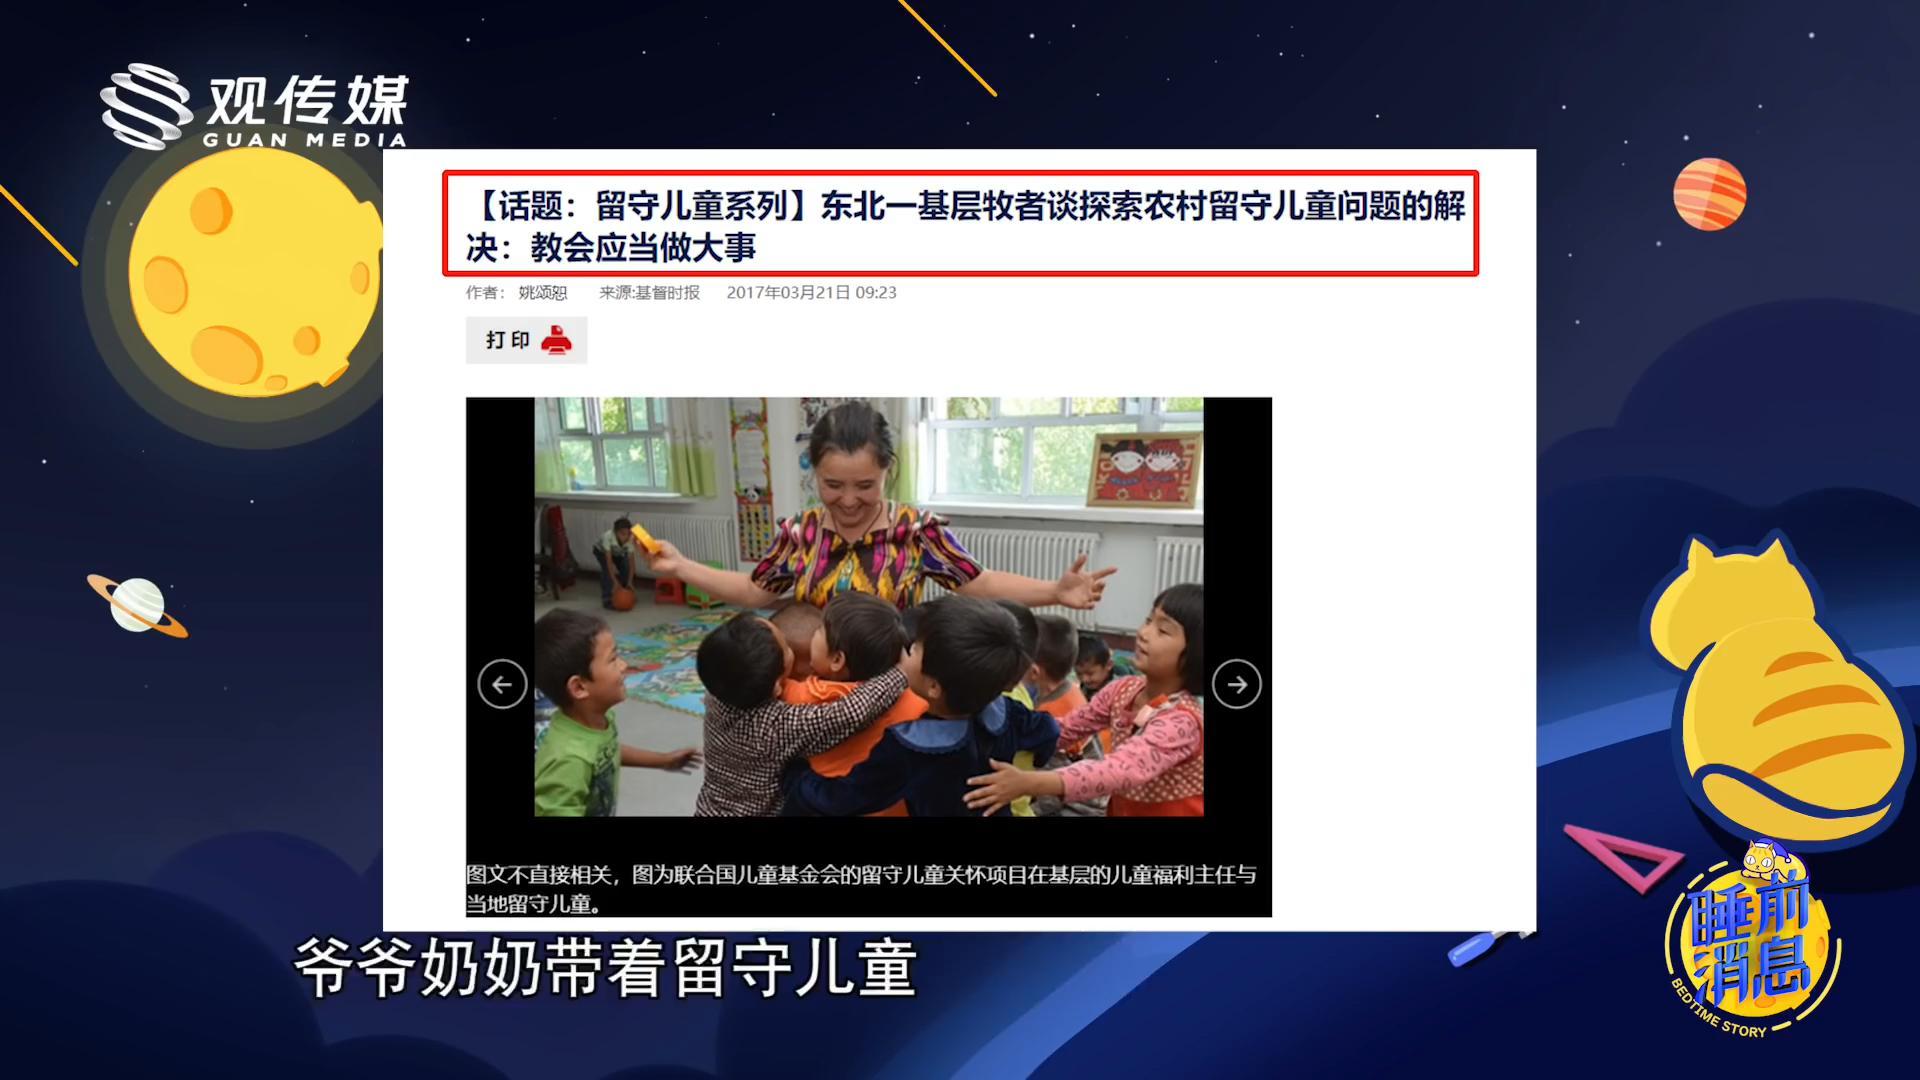 观传媒
GUAN MEDIA
【话题：留守儿童系列】东北一基层牧者谈探索农村留守儿童问题的解
决：教会应当做大事
作者： 姚颂恕 来源:基督时报 2017年03月21日 09:23
打印
图文不直接相关，图为联合国儿童基金会的留守儿童关怀项目在基层的儿童福利主任与
当地留守儿童。
爷爷奶奶带着留守儿童
睡前
消息
BEDTIME STORY